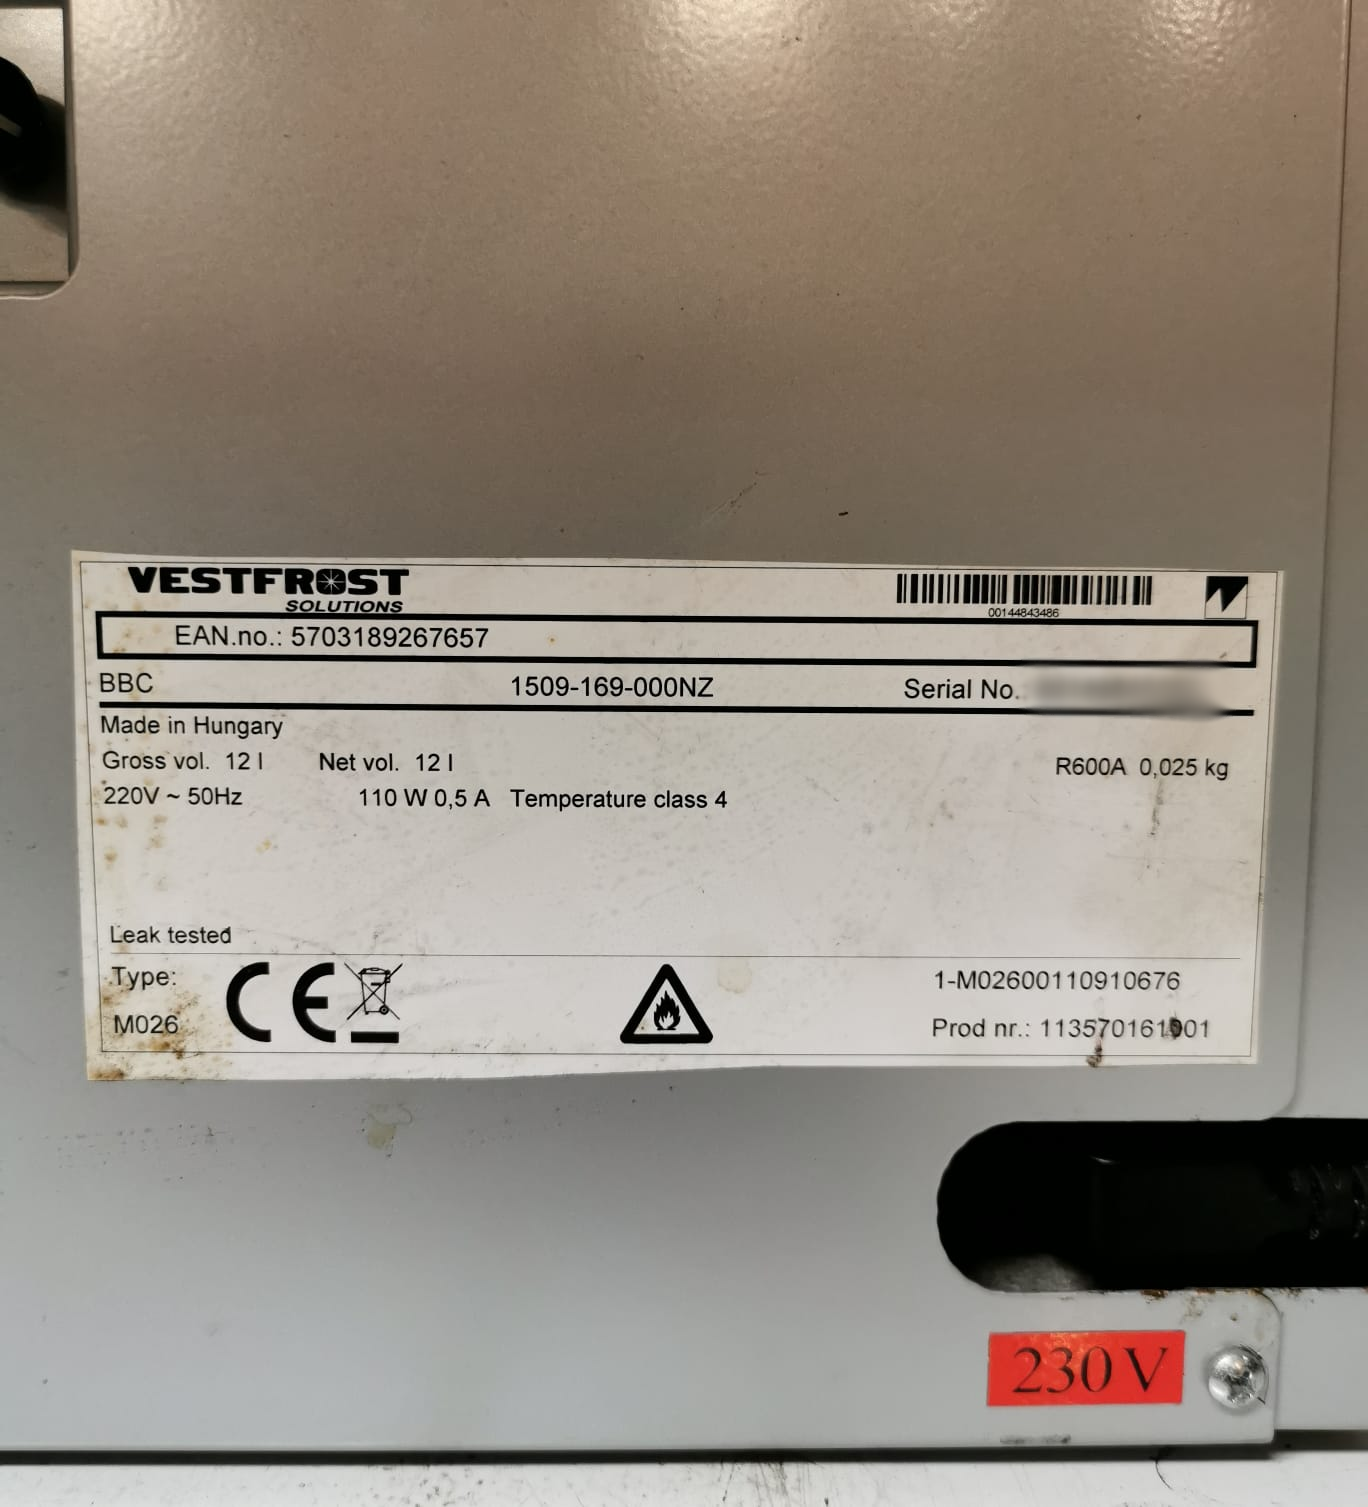 VESTFROST
SOLUTIONS
00144843486
EAN.no.: 5703189267657
BBC 1509-169-000NZ Serial No.
Made in Hungary
Gross vol. 12 l Net vol. 12 l R600A 0,025 kg
220V ~ 50Hz 110 W 0,5 A Temperature class 4
Leak tested
Type: 1-M02600110910676
M026 CE Prod nr.: 113570161001
230 V